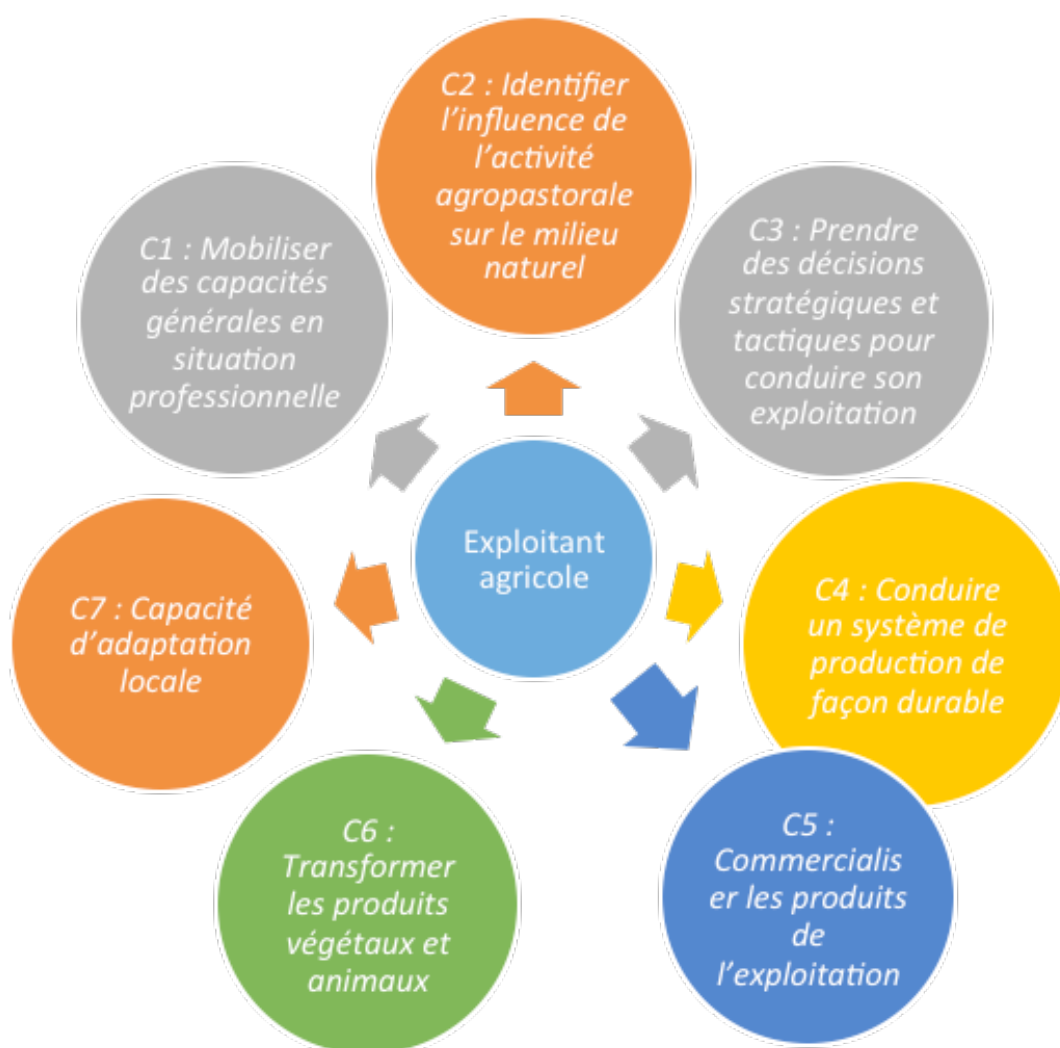 C2 : Identifier
l’influence de
l’activité
agropastorale
sur le milieu
naturel
C1 : Mobiliser
des capacités
générales en
situation
professionnelle
C3 : Prendre
des décisions
stratégiques et
tactiques pour
conduire son
exploitation
Exploitant
agricole
C7 : Capacité
d’adaptation
locale
C4 : Conduire
un système de
production de
façon durable
C6 :
Transformer
les produits
végétaux et
animaux
C5 :
Commercialis
er les produits
de
l’exploitation